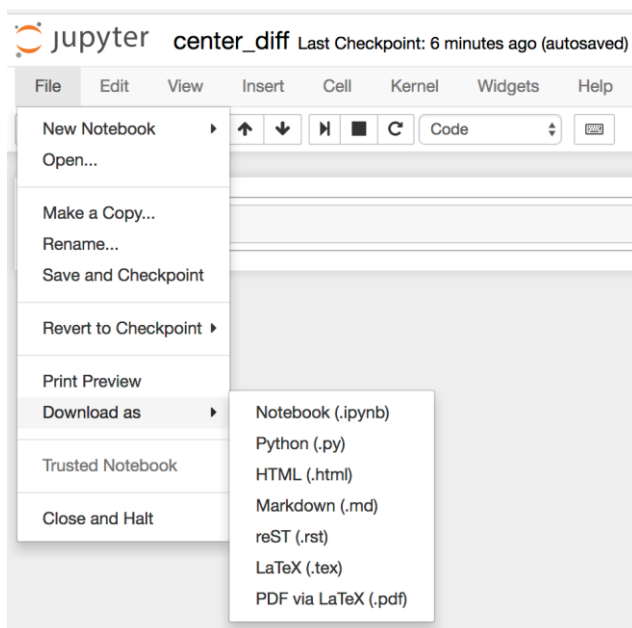 jupyter center_diff Last Checkpoint: 6 minutes ago (autosaved)
File Edit View Insert Cell Kernel Widgets Help
Code
New Notebook
Open...
Make a Copy...
Rename...
Save and Checkpoint
Revert to Checkpoint
Print Preview
Download as
Trusted Notebook
Close and Halt
Notebook (.ipynb)
Python (.py)
HTML (.html)
Markdown (.md)
reST (.rst)
LaTeX (.tex)
PDF via LaTeX (.pdf)